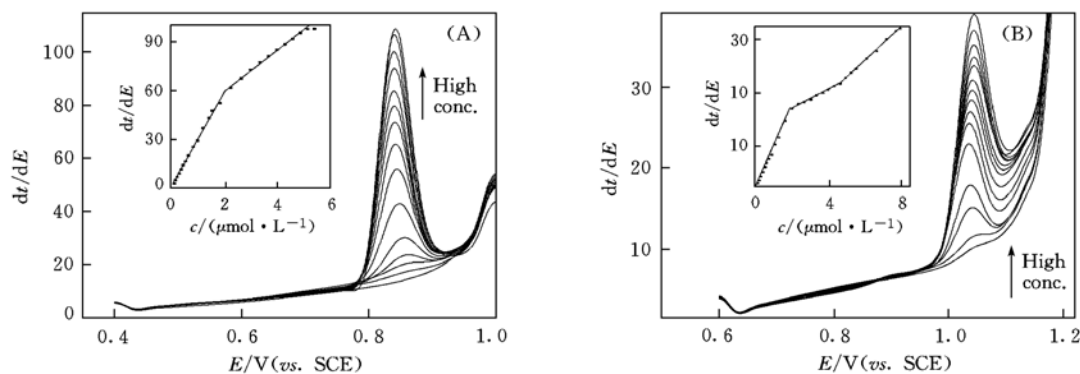 (A)
High
conc.
dt/dE
100
80
60
40
20
0
0.4
0.6
0.8
1.0
E/V(vs. SCE)
dt/dE
90
60
30
0
0
2
4
6
c/(μmol·L−1)
(B)
High
conc.
dt/dE
30
20
10
0.6
0.8
1.0
1.2
E/V(vs. SCE)
dt/dE
30
10
10
0
2
4
6
8
c/(μmol·L−1)